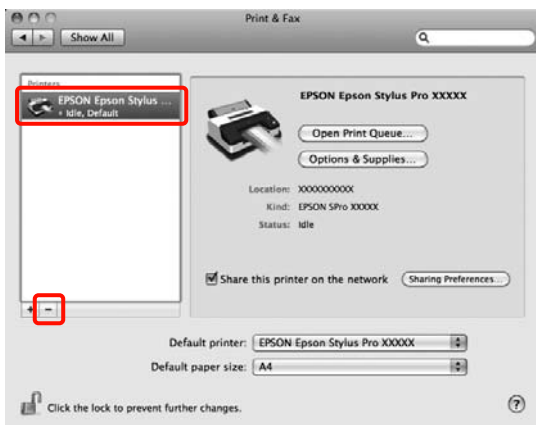 Print & Fax
Show All
Printers
EPSON Epson Stylus ...
• Idle, Default
EPSON Epson Stylus Pro XXXXX
Open Print Queue...
Options & Supplies...
Location: XXXXXXXXXX
Kind: EPSON SPro XXXXX
Status: Idle
Share this printer on the network
Sharing Preferences...
+ −
Default printer: EPSON Epson Stylus Pro XXXXX
Default paper size: A4
Click the lock to prevent further changes.
?